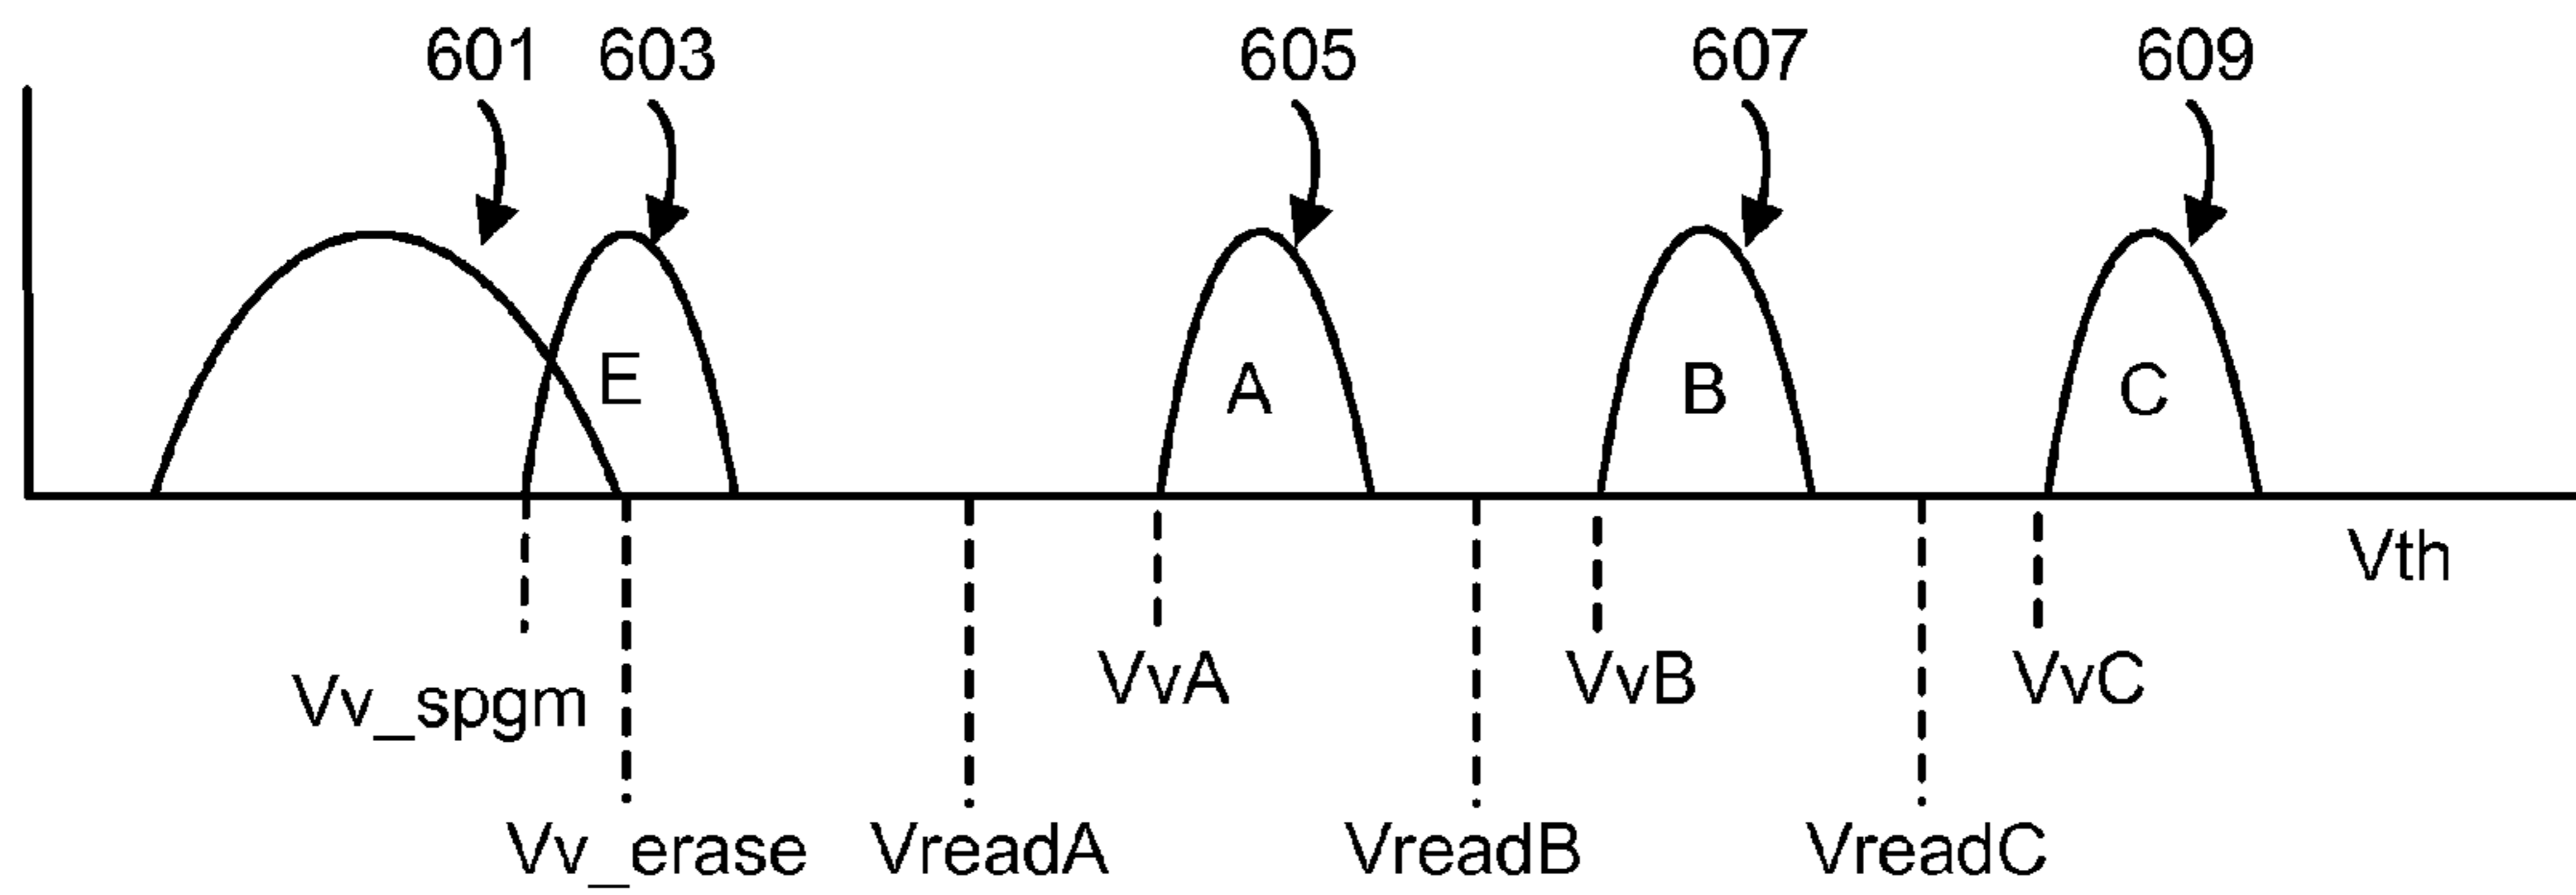 601 603 605 607 609
E A B C
Vth
Vv_spgm VvA VvB VvC
Vv_erase VreadA VreadB VreadC